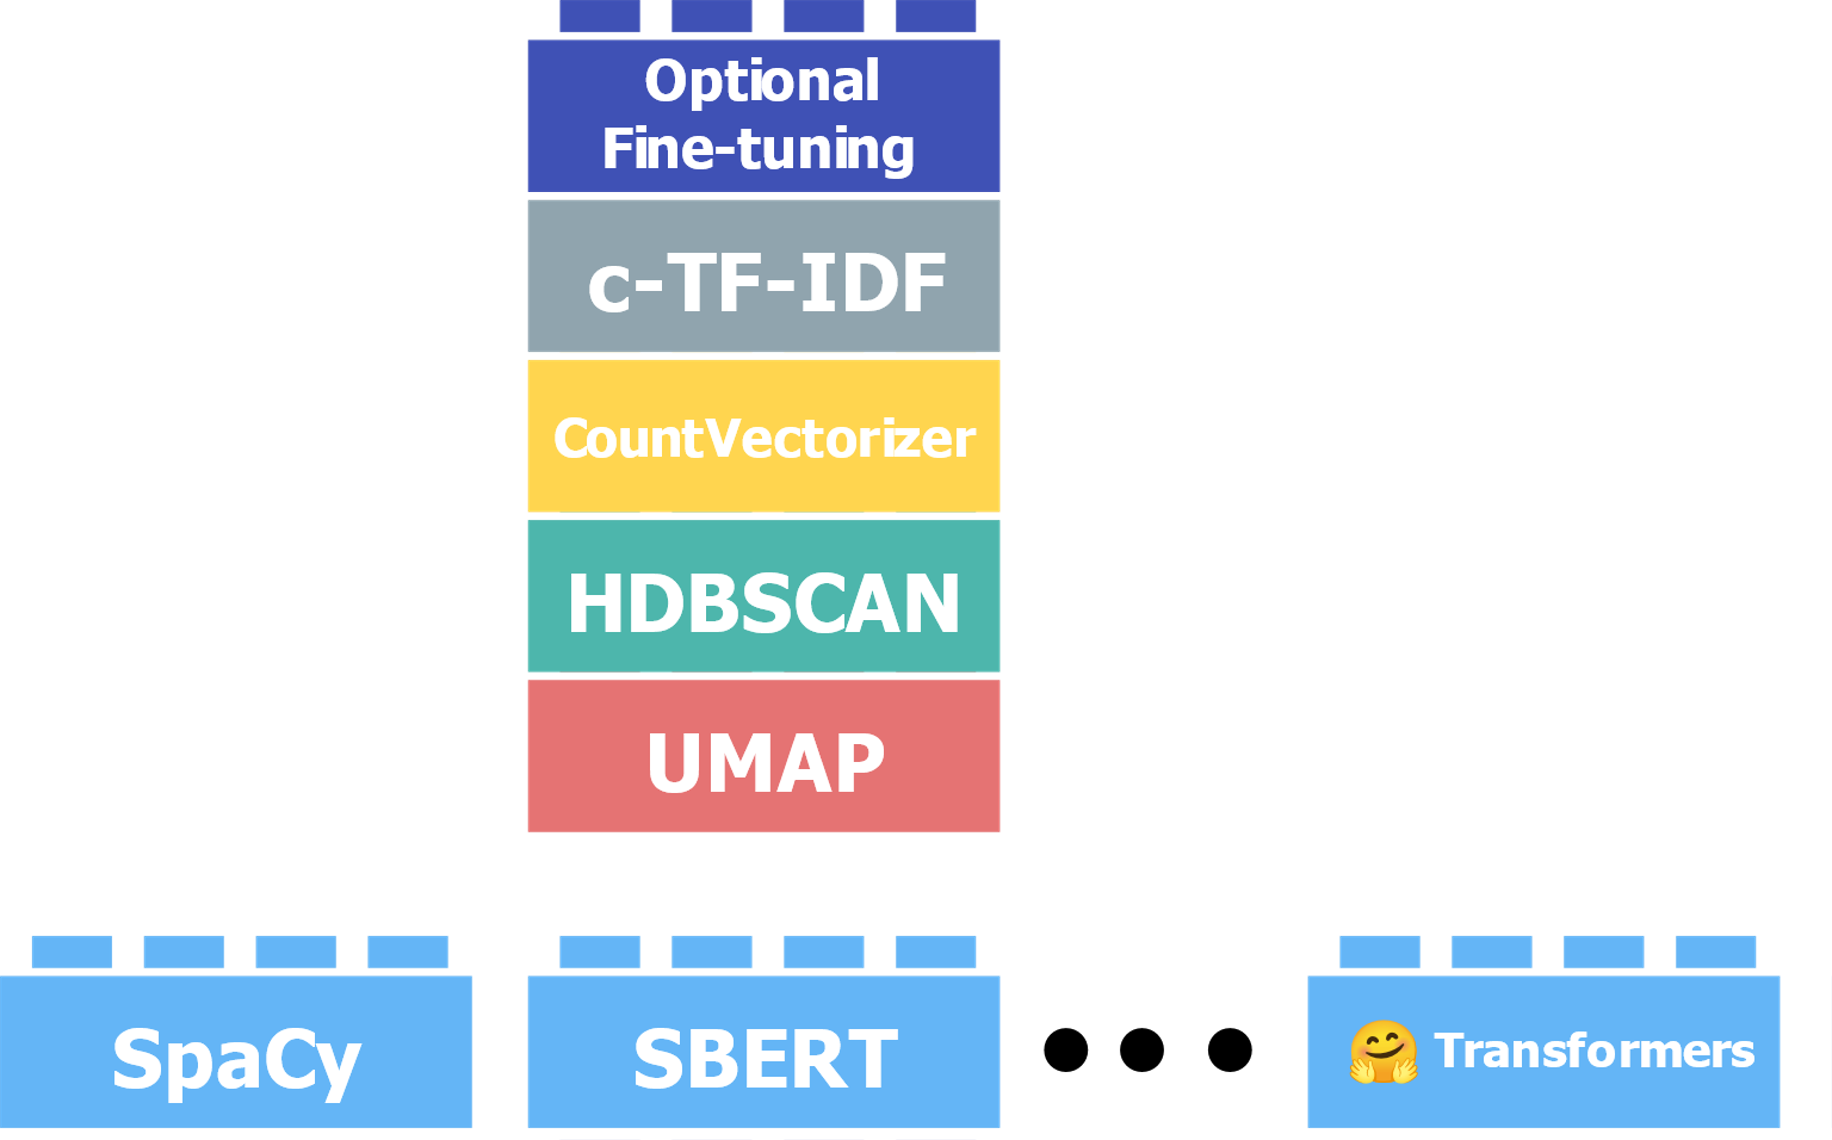 Optional
Fine-tuning
c-TF-IDF
CountVectorizer
HDBSCAN
UMAP
SpaCy
SBERT
🤗 Transformers